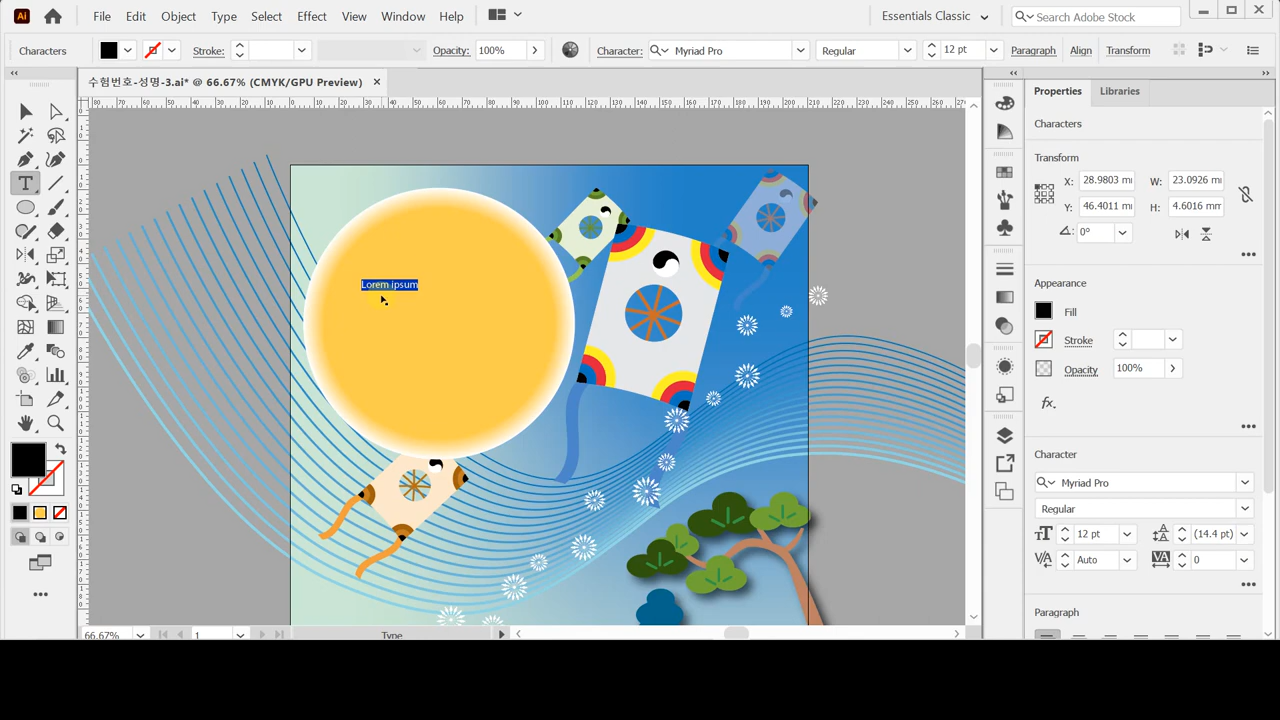 Ai File Edit Object Type Select Effect View Window Help Essentials Classic Search Adobe Stock
Characters Stroke: Opacity: 100% Character: Myriad Pro Regular 12 pt Paragraph Align Transform
수험번호-성명-3.ai* @ 66.67% (CMYK/GPU Preview)
Properties Libraries
Characters
Transform
X: 28.9803 mm W: 23.0926 mm
Y: 46.4011 mm H: 4.6016 mm
0°
Appearance
Fill
Stroke
Opacity 100%
fx.
Character
Myriad Pro
Regular
12 pt (14.4 pt)
Auto 0
Paragraph
Lorem ipsum
66.67% 1 Type